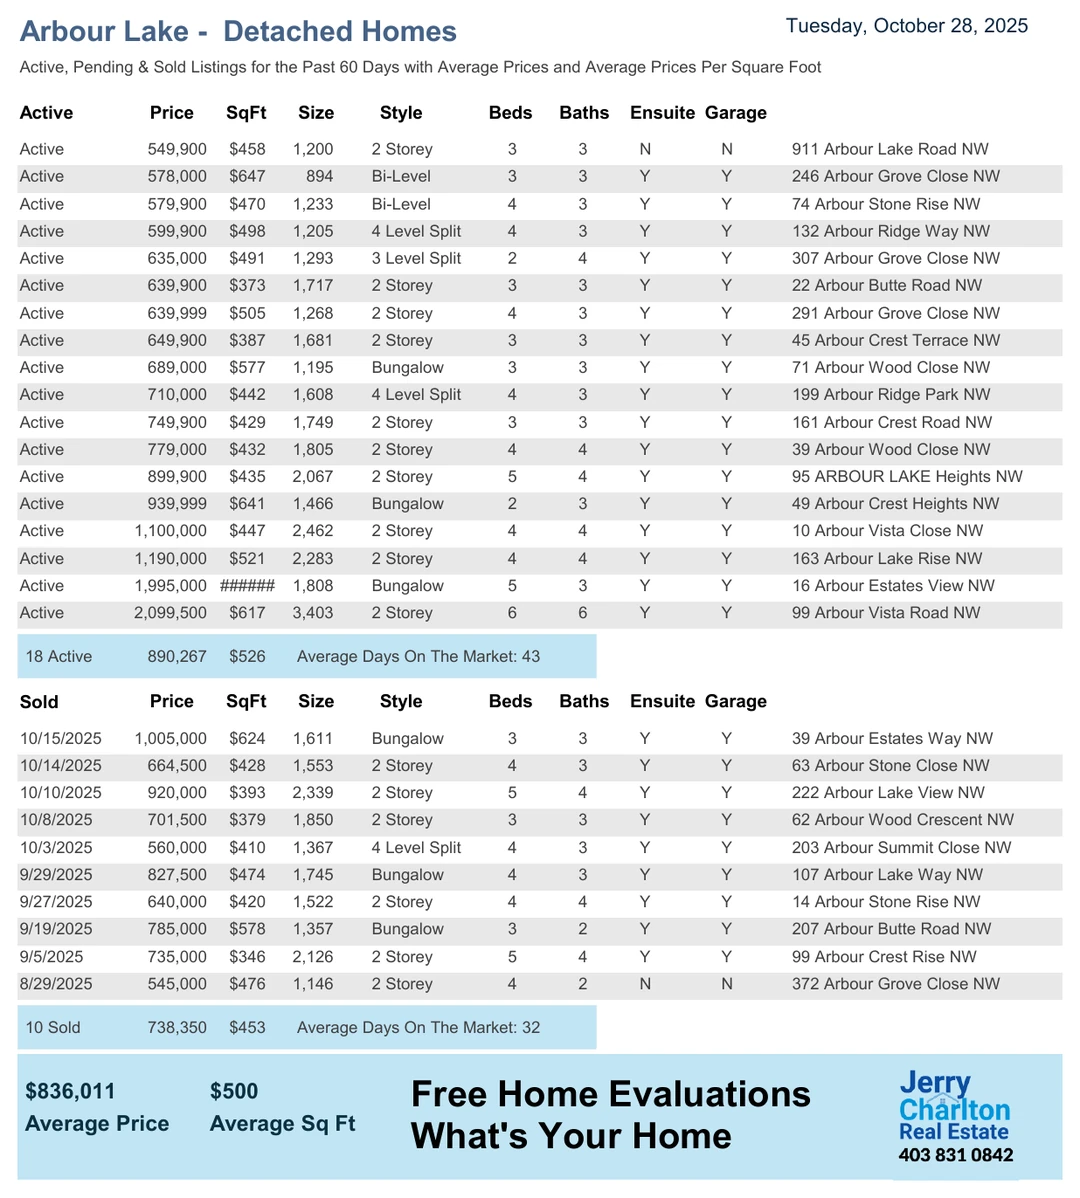 Arbour Lake - Detached Homes
Tuesday, October 28, 2025
Active, Pending & Sold Listings for the Past 60 Days with Average Prices and Average Prices Per Square Foot
Active Price SqFt Size Style Beds Baths Ensuite Garage
Active 549,900 $458 1,200 2 Storey 3 3 N N 911 Arbour Lake Road NW
Active 578,000 $647 894 Bi-Level 3 3 Y Y 246 Arbour Grove Close NW
Active 579,900 $470 1,233 Bi-Level 4 3 Y Y 74 Arbour Stone Rise NW
Active 599,900 $498 1,205 4 Level Split 4 3 Y Y 132 Arbour Ridge Way NW
Active 635,000 $491 1,293 3 Level Split 2 4 Y Y 307 Arbour Grove Close NW
Active 639,900 $373 1,717 2 Storey 3 3 Y Y 22 Arbour Butte Road NW
Active 639,999 $505 1,268 2 Storey 4 3 Y Y 291 Arbour Grove Close NW
Active 649,900 $387 1,681 2 Storey 3 3 Y Y 45 Arbour Crest Terrace NW
Active 689,000 $577 1,195 Bungalow 3 3 Y Y 71 Arbour Wood Close NW
Active 710,000 $442 1,608 4 Level Split 4 3 Y Y 199 Arbour Ridge Park NW
Active 749,900 $429 1,749 2 Storey 3 3 Y Y 161 Arbour Crest Road NW
Active 779,000 $432 1,805 2 Storey 4 4 Y Y 39 Arbour Wood Close NW
Active 899,900 $435 2,067 2 Storey 5 4 Y Y 95 ARBOUR LAKE Heights NW
Active 939,999 $641 1,466 Bungalow 2 3 Y Y 49 Arbour Crest Heights NW
Active 1,100,000 $447 2,462 2 Storey 4 4 Y Y 10 Arbour Vista Close NW
Active 1,190,000 $521 2,283 2 Storey 4 4 Y Y 163 Arbour Lake Rise NW
Active 1,995,000 ###### 1,808 Bungalow 5 3 Y Y 16 Arbour Estates View NW
Active 2,099,500 $617 3,403 2 Storey 6 6 Y Y 99 Arbour Vista Road NW
18 Active 890,267 $526 Average Days On The Market: 43
Sold Price SqFt Size Style Beds Baths Ensuite Garage
10/15/2025 1,005,000 $624 1,611 Bungalow 3 3 Y Y 39 Arbour Estates Way NW
10/14/2025 664,500 $428 1,553 2 Storey 4 3 Y Y 63 Arbour Stone Close NW
10/10/2025 920,000 $393 2,339 2 Storey 5 4 Y Y 222 Arbour Lake View NW
10/8/2025 701,500 $379 1,850 2 Storey 3 3 Y Y 62 Arbour Wood Crescent NW
10/3/2025 560,000 $410 1,367 4 Level Split 4 3 Y Y 203 Arbour Summit Close NW
9/29/2025 827,500 $474 1,745 Bungalow 4 3 Y Y 107 Arbour Lake Way NW
9/27/2025 640,000 $420 1,522 2 Storey 4 4 Y Y 14 Arbour Stone Rise NW
9/19/2025 785,000 $578 1,357 Bungalow 3 2 Y Y 207 Arbour Butte Road NW
9/5/2025 735,000 $346 2,126 2 Storey 5 4 Y Y 99 Arbour Crest Rise NW
8/29/2025 545,000 $476 1,146 2 Storey 4 2 N N 372 Arbour Grove Close NW
10 Sold 738,350 $453 Average Days On The Market: 32
$836,011 $500
Average Price Average Sq Ft
Free Home Evaluations
What's Your Home
Jerry
Charlton
Real Estate
403 831 0842